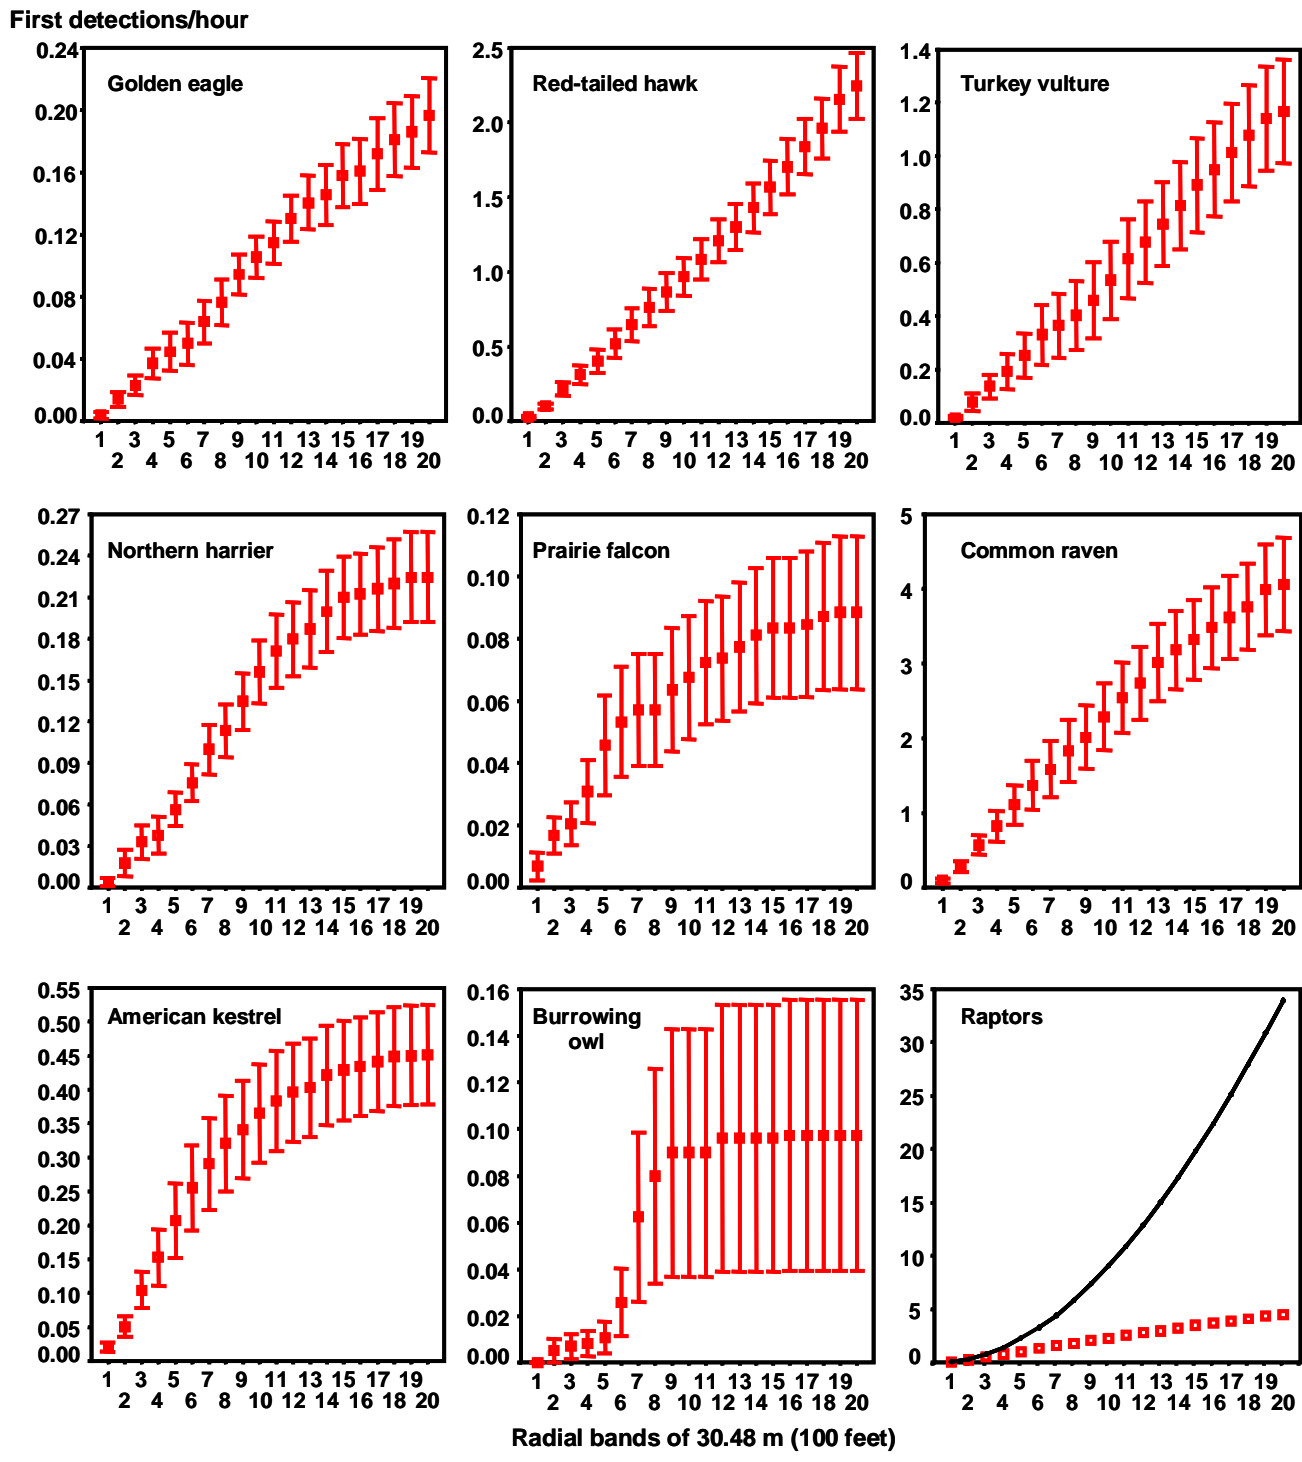 First detections/hour
0.24
0.20
0.16
0.12
0.08
0.04
0.00
Golden eagle
1 3 5 7 9 11 13 15 17 19
2 4 6 8 10 12 14 16 18 20
2.5
2.0
1.5
1.0
0.5
0.0
Red-tailed hawk
1 3 5 7 9 11 13 15 17 19
2 4 6 8 10 12 14 16 18 20
1.4
1.2
1.0
0.8
0.6
0.4
0.2
0.0
Turkey vulture
1 3 5 7 9 11 13 15 17 19
2 4 6 8 10 12 14 16 18 20
0.27
0.24
0.21
0.18
0.15
0.12
0.09
0.06
0.03
0.00
Northern harrier
1 3 5 7 9 11 13 15 17 19
2 4 6 8 10 12 14 16 18 20
0.12
0.10
0.08
0.06
0.04
0.02
0.00
Prairie falcon
1 3 5 7 9 11 13 15 17 19
2 4 6 8 10 12 14 16 18 20
5
4
3
2
1
0
Common raven
1 3 5 7 9 11 13 15 17 19
2 4 6 8 10 12 14 16 18 20
0.55
0.50
0.45
0.40
0.35
0.30
0.25
0.20
0.15
0.10
0.05
0.00
American kestrel
1 3 5 7 9 11 13 15 17 19
2 4 6 8 10 12 14 16 18 20
0.16
0.14
0.12
0.10
0.08
0.06
0.04
0.02
0.00
Burrowing
owl
1 3 5 7 9 11 13 15 17 19
2 4 6 8 10 12 14 16 18 20
35
30
25
20
15
10
5
0
Raptors
1 3 5 7 9 11 13 15 17 19
2 4 6 8 10 12 14 16 18 20
Radial bands of 30.48 m (100 feet)